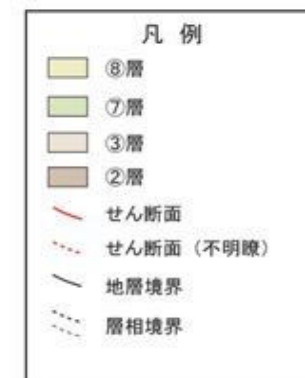 凡 例
⑧層
⑦層
③層
②層
せん断面
せん断面（不明瞭）
地層境界
層相境界